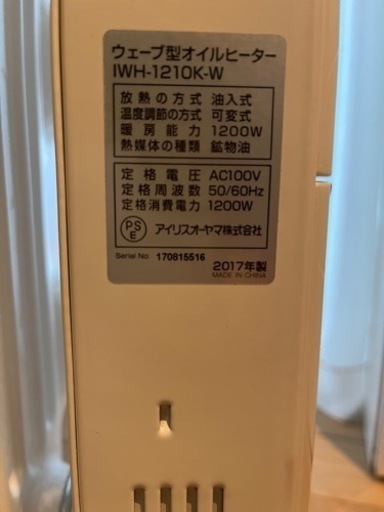 ウェーブ型オイルヒーター
IWH-1210K-W
放熱の方式 油入式
温度調節の方式 可変式
暖房能力 1200W
熱媒体の種類 鉱物油
定格電圧 AC100V
定格周波数 50/60Hz
定格消費電力 1200W
PSE アイリスオーヤマ株式会社
Serial No 170815516
2017年製
MADE IN CHINA